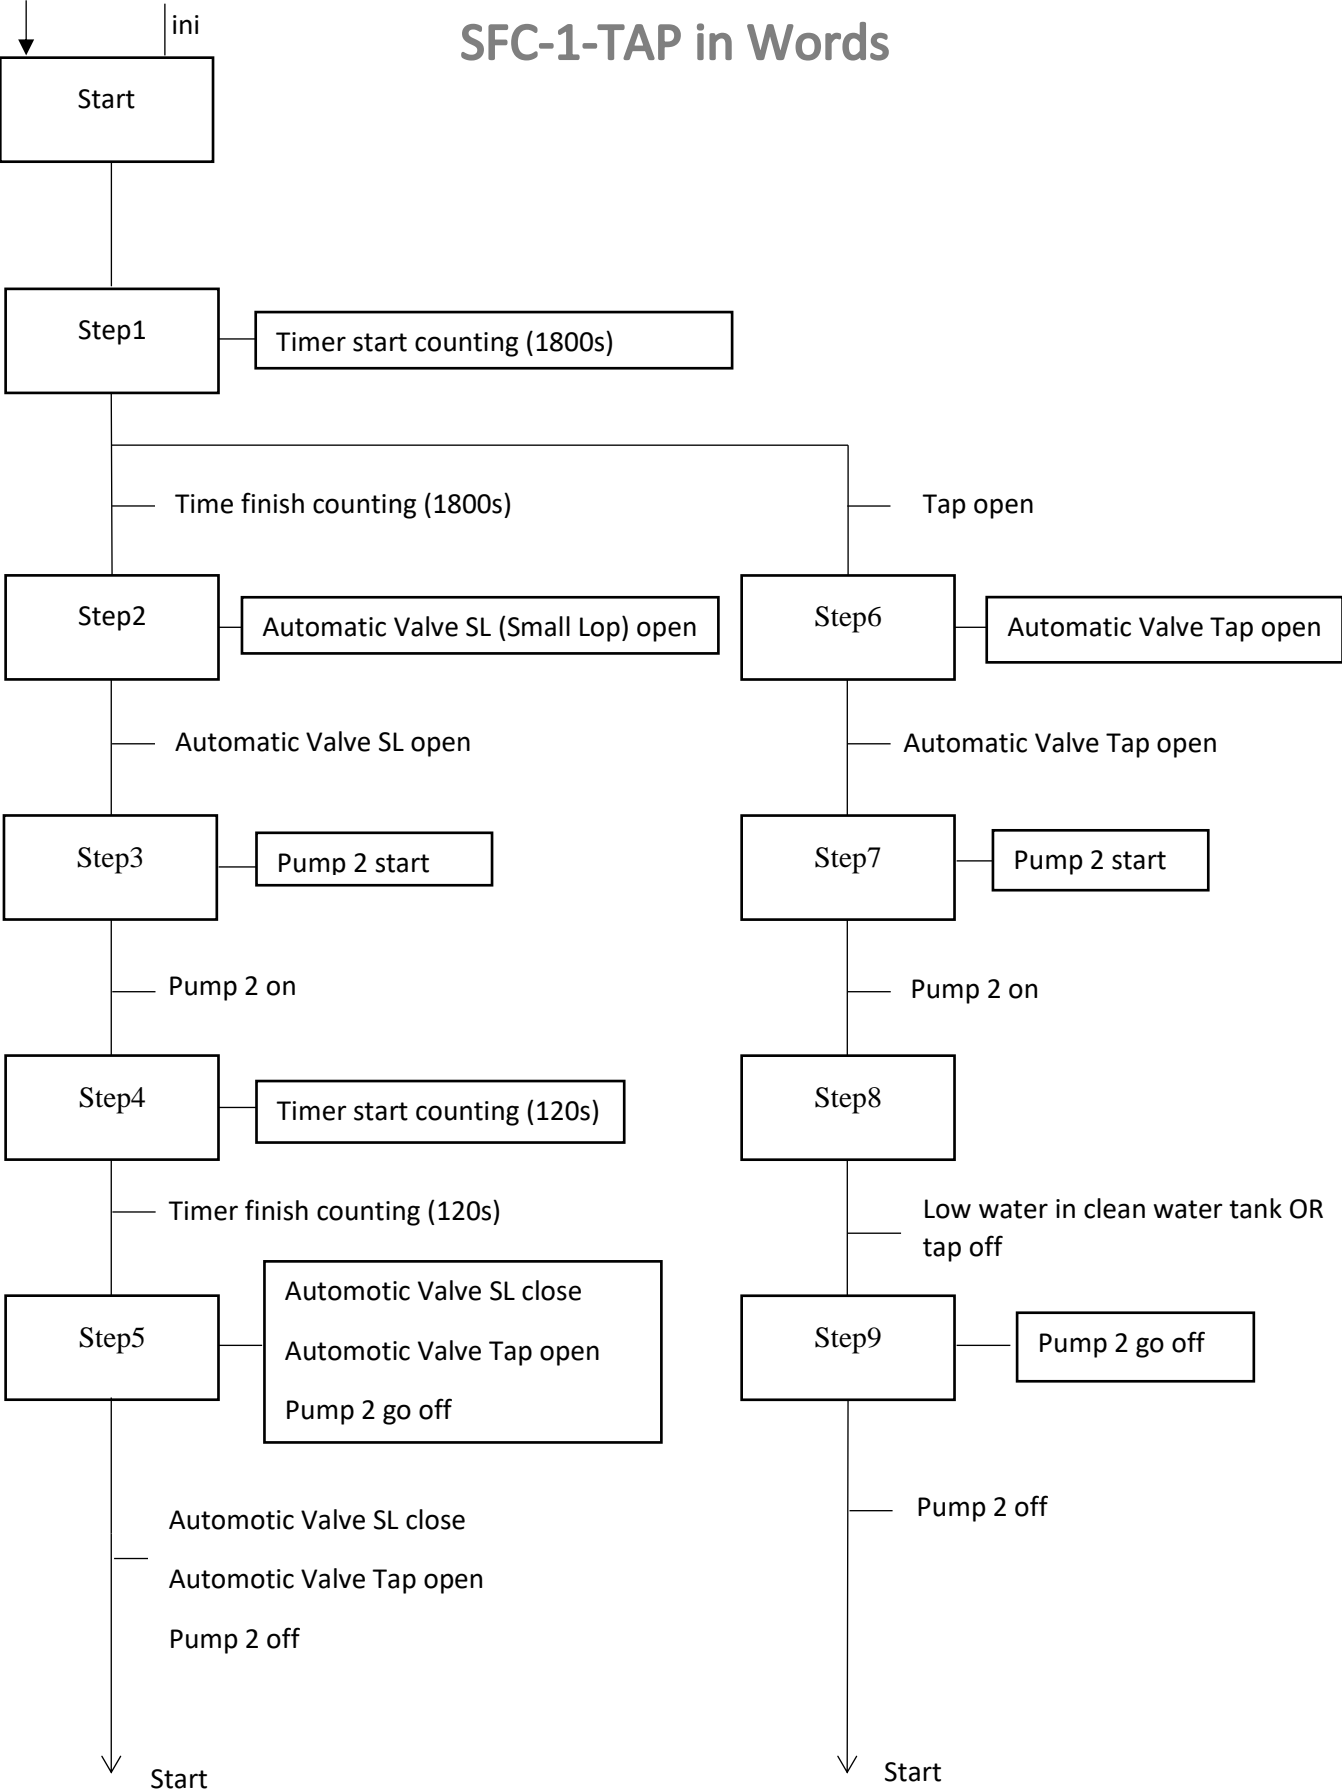 ini
SFC-1-TAP in Words
Start
Step1
Timer start counting (1800s)
Time finish counting (1800s)
Tap open
Step2
Automatic Valve SL (Small Lop) open
Step6
Automatic Valve Tap open
Automatic Valve SL open
Automatic Valve Tap open
Step3
Pump 2 start
Step7
Pump 2 start
Pump 2 on
Pump 2 on
Step4
Timer start counting (120s)
Step8
Timer finish counting (120s)
Low water in clean water tank OR
tap off
Step5
Automotic Valve SL close
Automotic Valve Tap open
Pump 2 go off
Step9
Pump 2 go off
Automotic Valve SL close
Automotic Valve Tap open
Pump 2 off
Pump 2 off
Start
Start